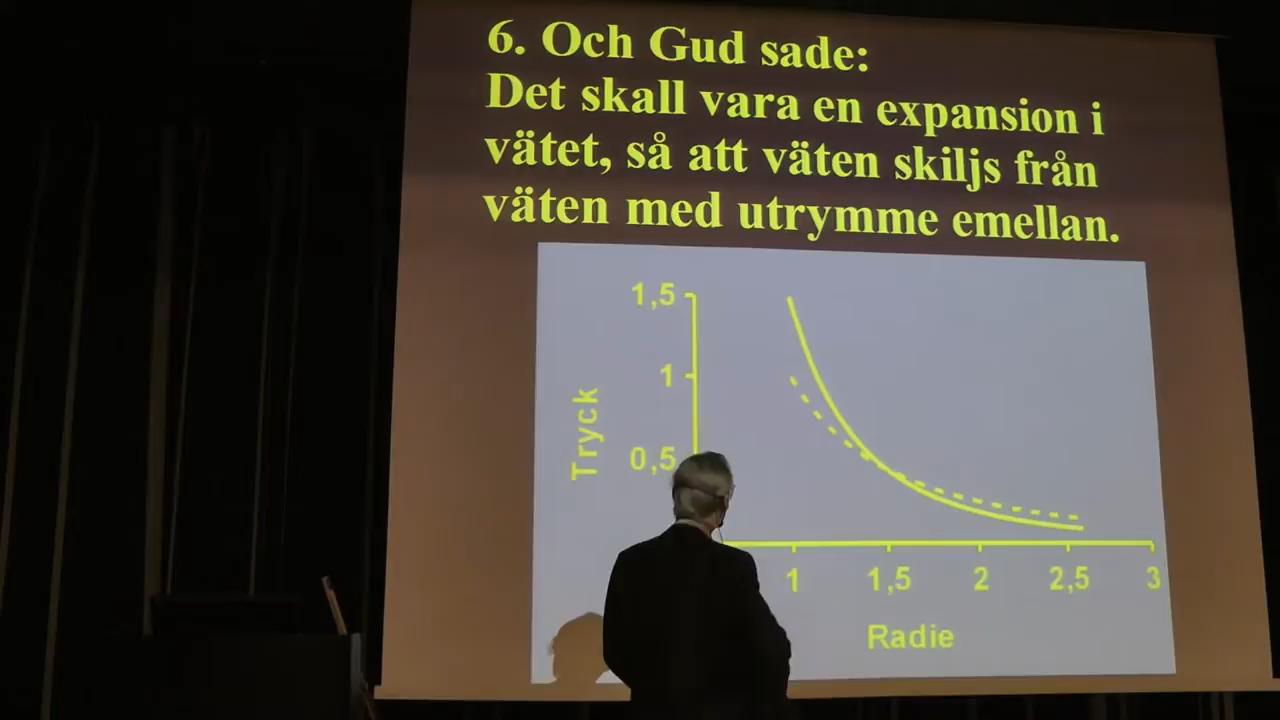 6. Och Gud sade:
Det skall vara en expansion i
vätet, så att väten skiljs från
väten med utrymme emellan.
1,5
1
0,5
Tryck
1
1,5
2
2,5
3
Radie